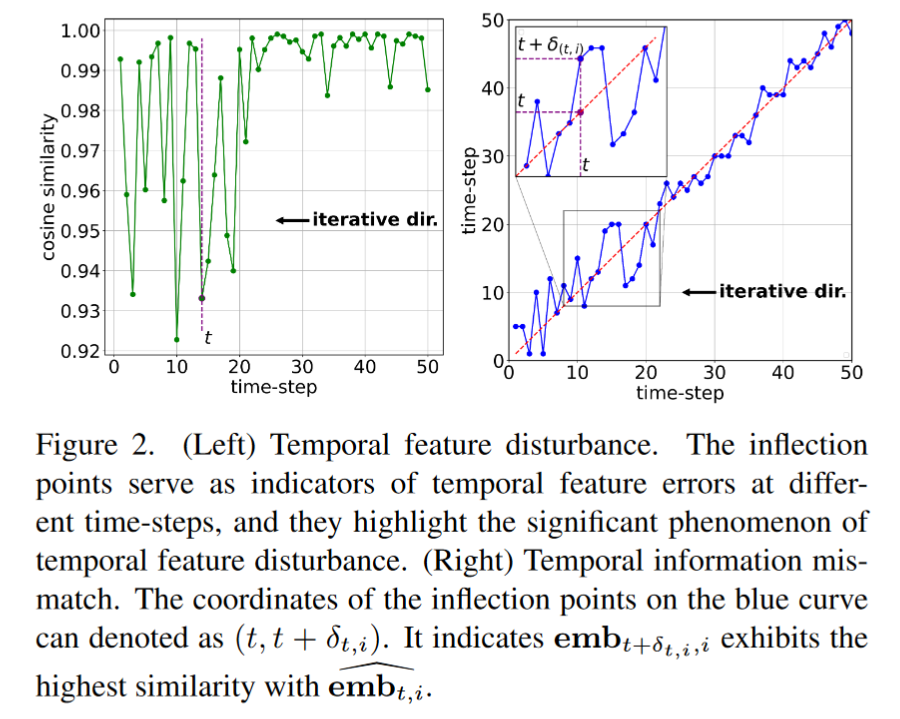 1.00
0.99
0.98
0.97
0.96
0.95
0.94
0.93
0.92
cosine similarity
iterative dir.
t
0 10 20 30 40 50
time-step
50
40
30
20
10
0
time-step
t + δ(t, i)
t
t
iterative dir.
0 10 20 30 40 50
time-step
Figure 2. (Left) Temporal feature disturbance. The inflection
points serve as indicators of temporal feature errors at differ-
ent time-steps, and they highlight the significant phenomenon of
temporal feature disturbance. (Right) Temporal information mis-
match. The coordinates of the inflection points on the blue curve
can denoted as (t, t + δ_{t,i}). It indicates emb_{t+δ_{t,i},i} exhibits the
highest similarity with \widehat{emb}_{t,i}.